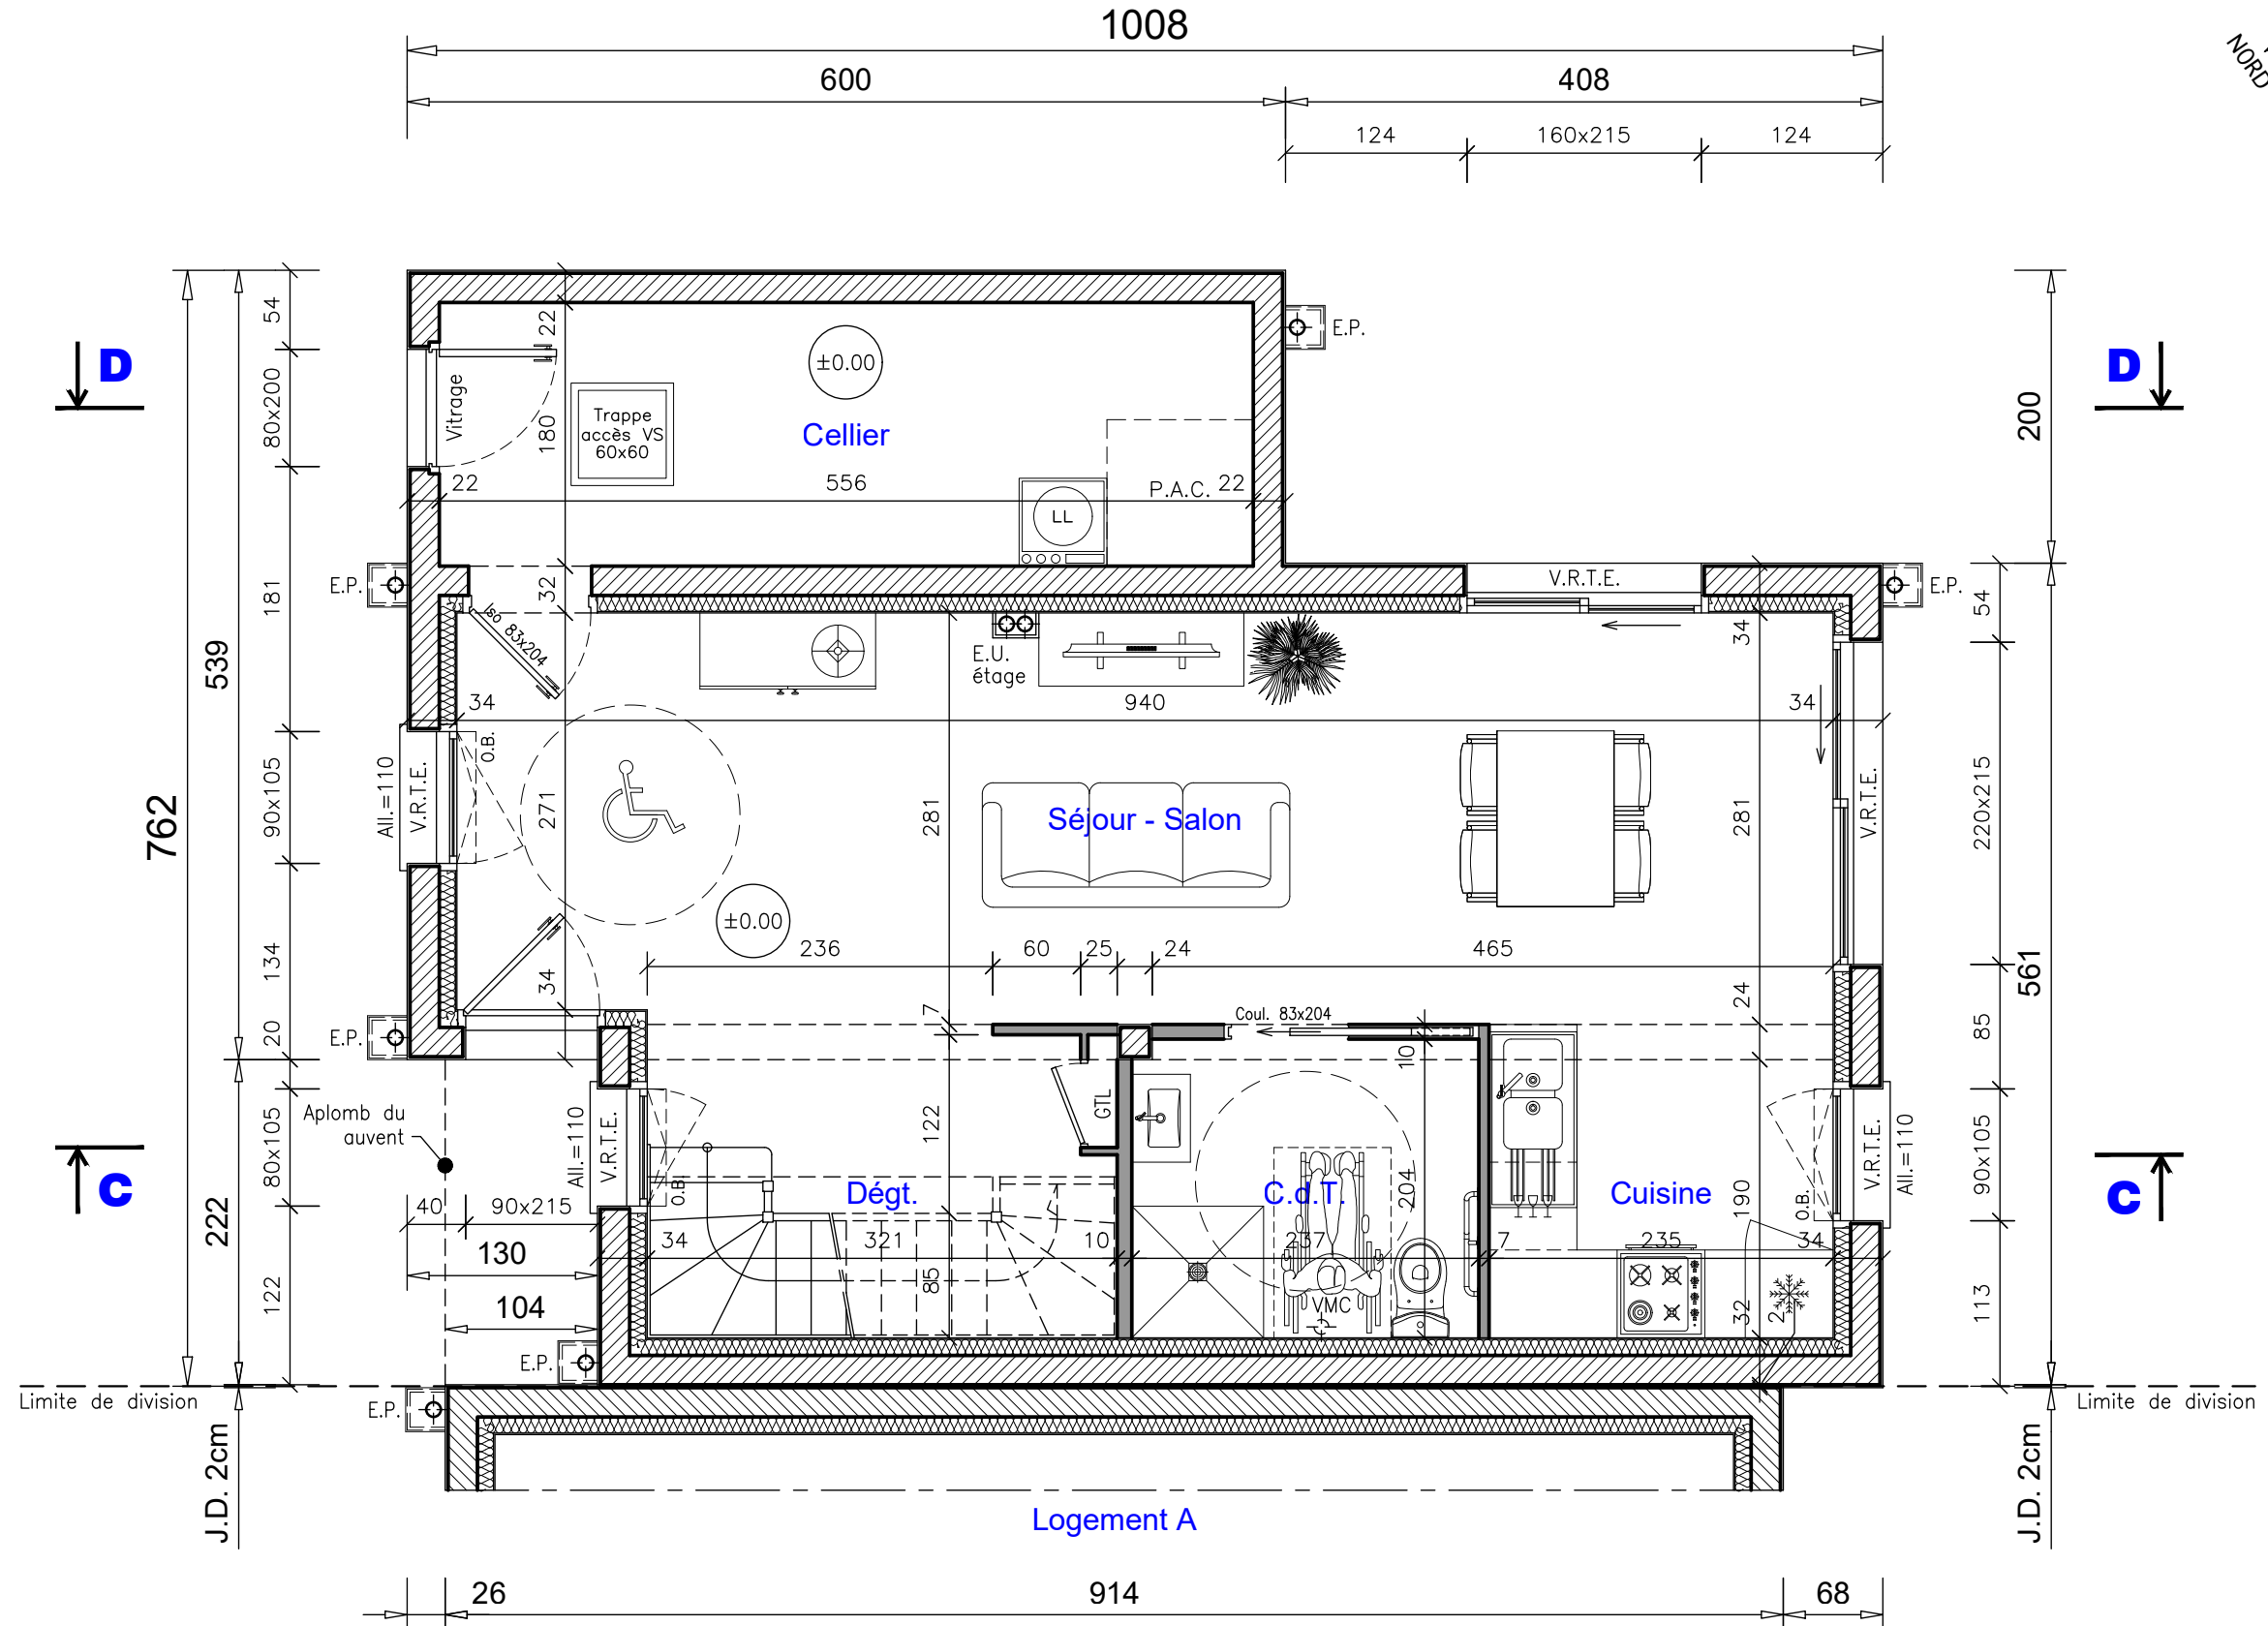 1008
600
408
124
160x215
124
NORD
54
22
±0.00
E.P.
D
D
80x200
Vitrage
180
Trappe
accès VS
60x60
Cellier
200
22
556
P.A.C.
22
LL
E.P.
181
32
V.R.T.E.
E.P.
54
Iso 83x204
34
539
E.U.
étage
34
940
34
O.B.
762
All.=110
V.R.T.E.
90x105
271
281
Séjour - Salon
281
V.R.T.E.
220x215
±0.00
236
60
25
24
465
134
34
24
561
20
E.P.
7
Coul. 83x204
85
10
Aplomb du
auvent
80x105
All.=110
V.R.T.E.
122
GTL
V.R.T.E.
All.=110
90x105
C
C
O.B.
Dégt.
C.d.T.
204
Cuisine
190
O.B.
222
40
90x215
34
321
10
237
7
235
34
130
122
85
104
VMC
32
2
113
E.P.
Limite de division
E.P.
Limite de division
J.D. 2cm
J.D. 2cm
Logement A
26
914
68